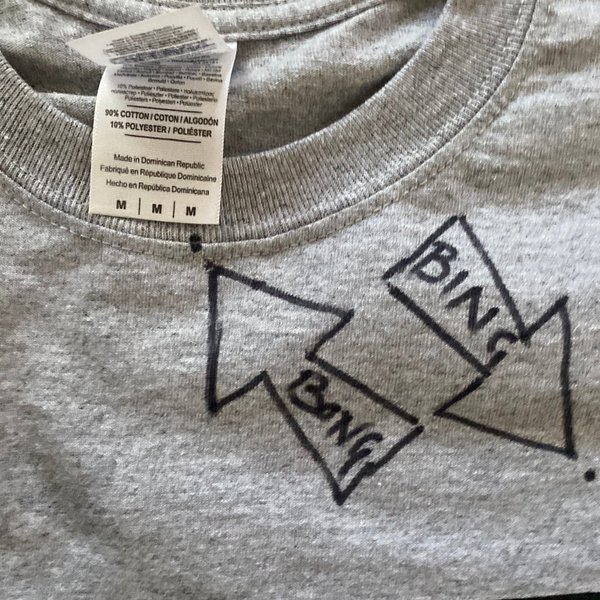 90% COTTON / COTON / ALGODÓN
10% POLYESTER / POLIÉSTER
Made in Dominican Republic
Fabriqué en République Dominicaine
Hecho en República Dominicana
M | M | M
BING
BONG